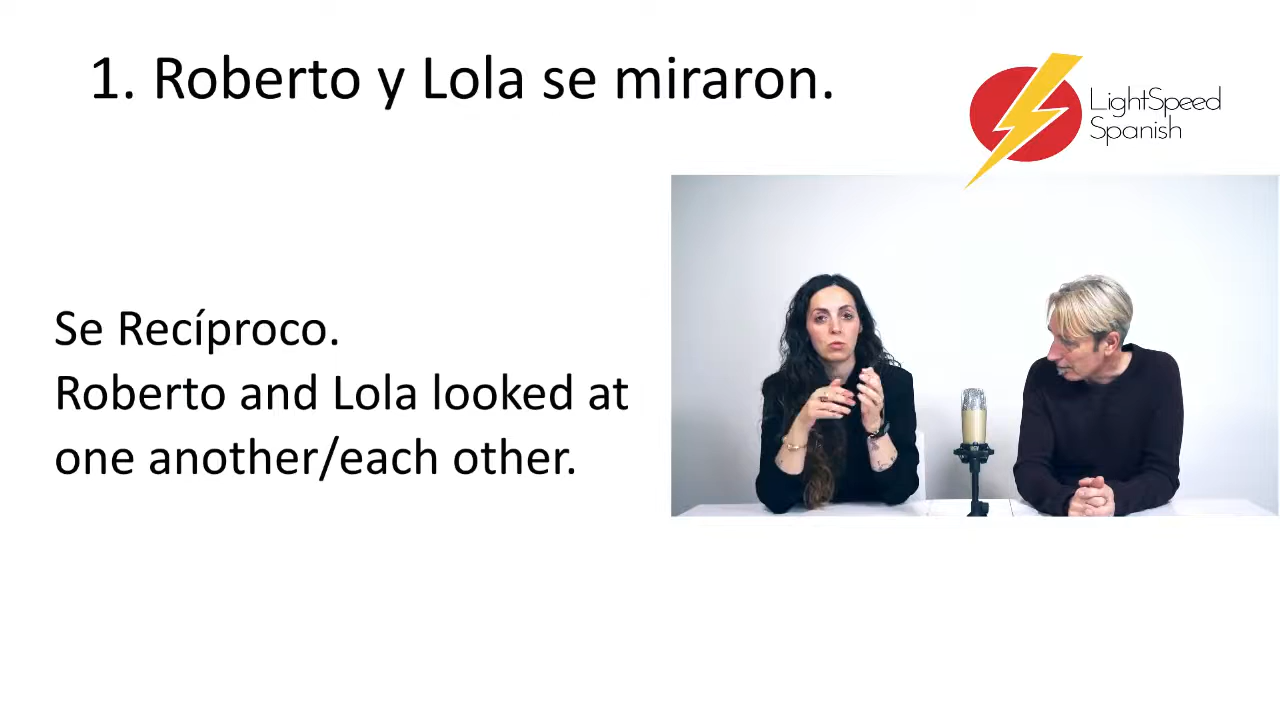 1. Roberto y Lola se miraron.
LightSpeed
Spanish
Se Recíproco.
Roberto and Lola looked at
one another/each other.